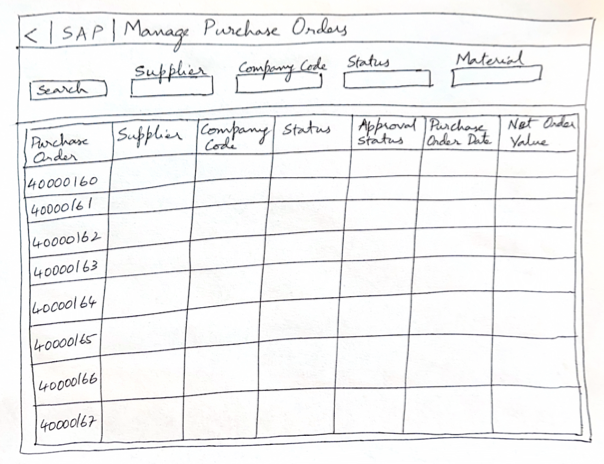 < | SAP | Manage Purchase Orders
Search
Supplier
Company Code
Status
Material
Purchase
Order
Supplier
Company
Code
Status
Approval
Status
Purchase
Order Date
Net Order
Value
40000160
40000161
40000162
40000163
40000164
40000165
40000166
40000167